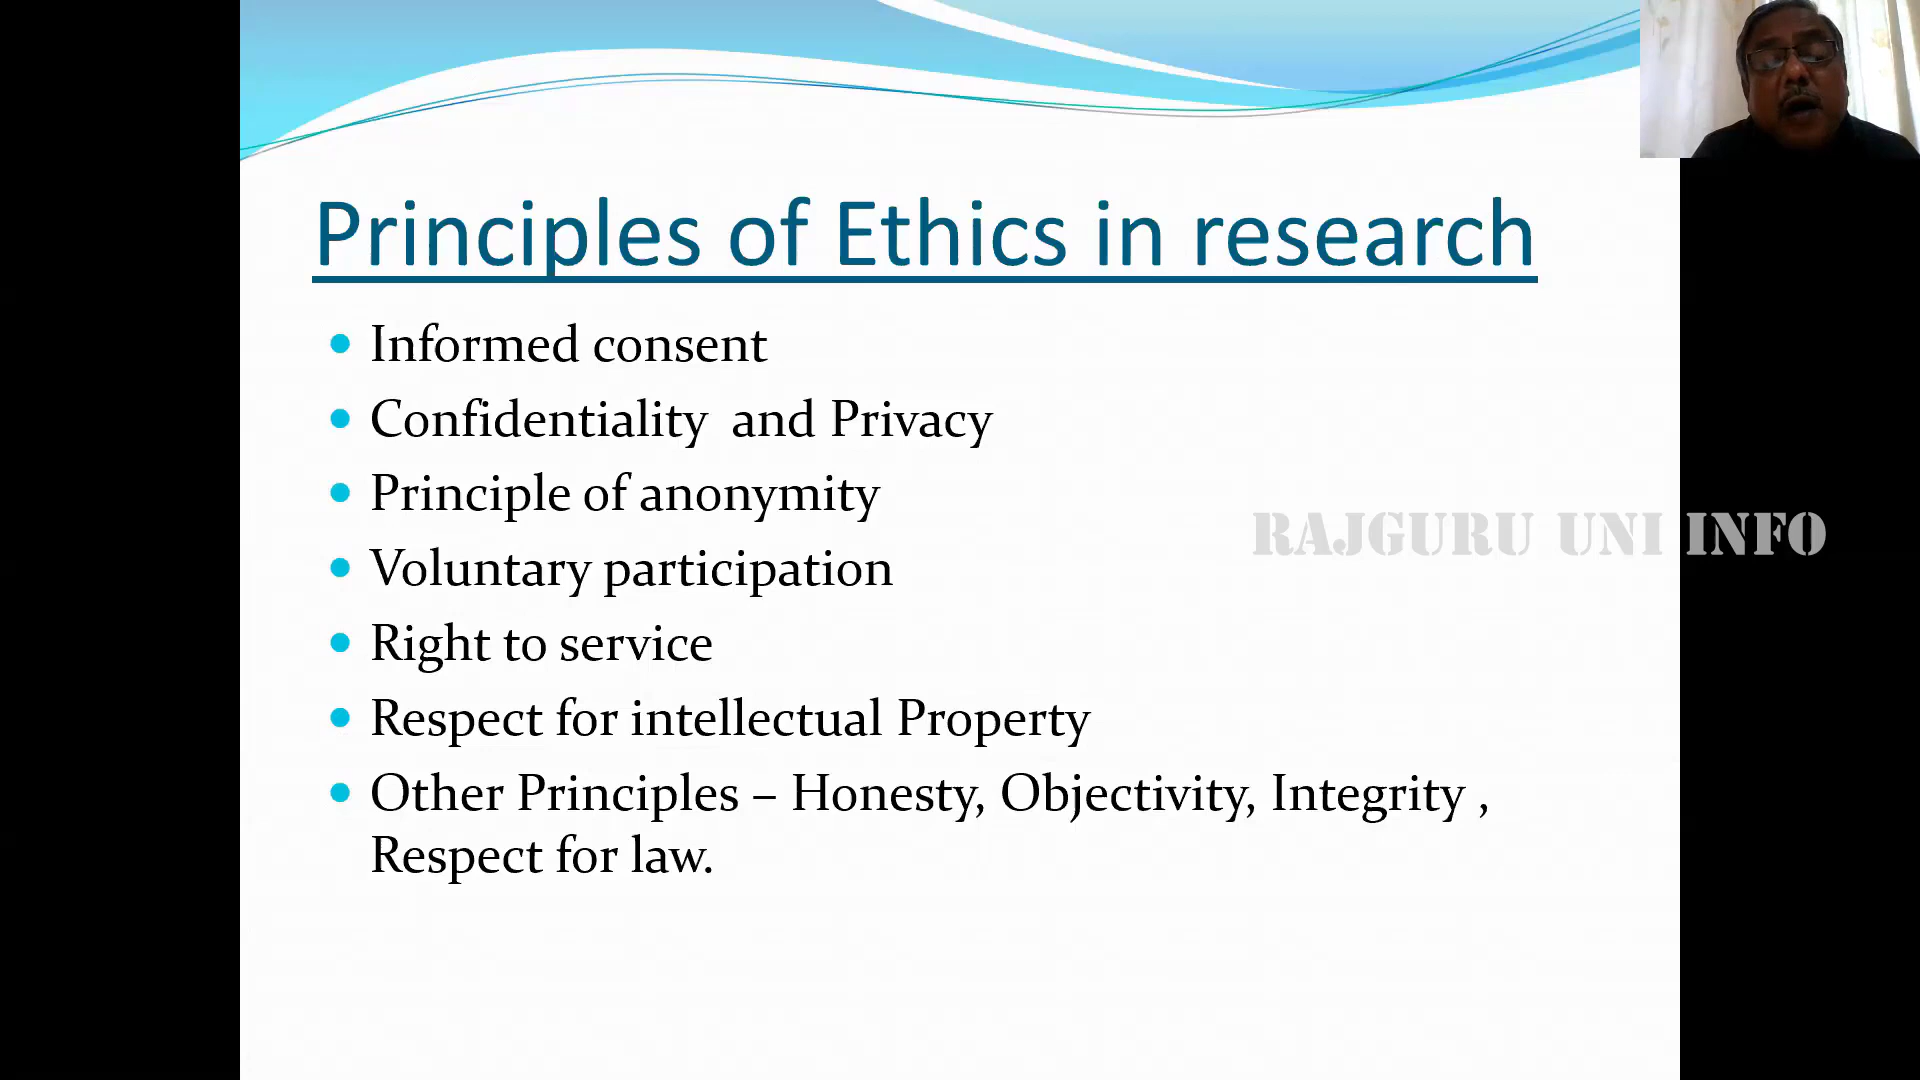 Principles of Ethics in research
• Informed consent
• Confidentiality and Privacy
• Principle of anonymity
RAJGURU UNI INFO
• Voluntary participation
• Right to service
• Respect for intellectual Property
• Other Principles – Honesty, Objectivity, Integrity ,
Respect for law.